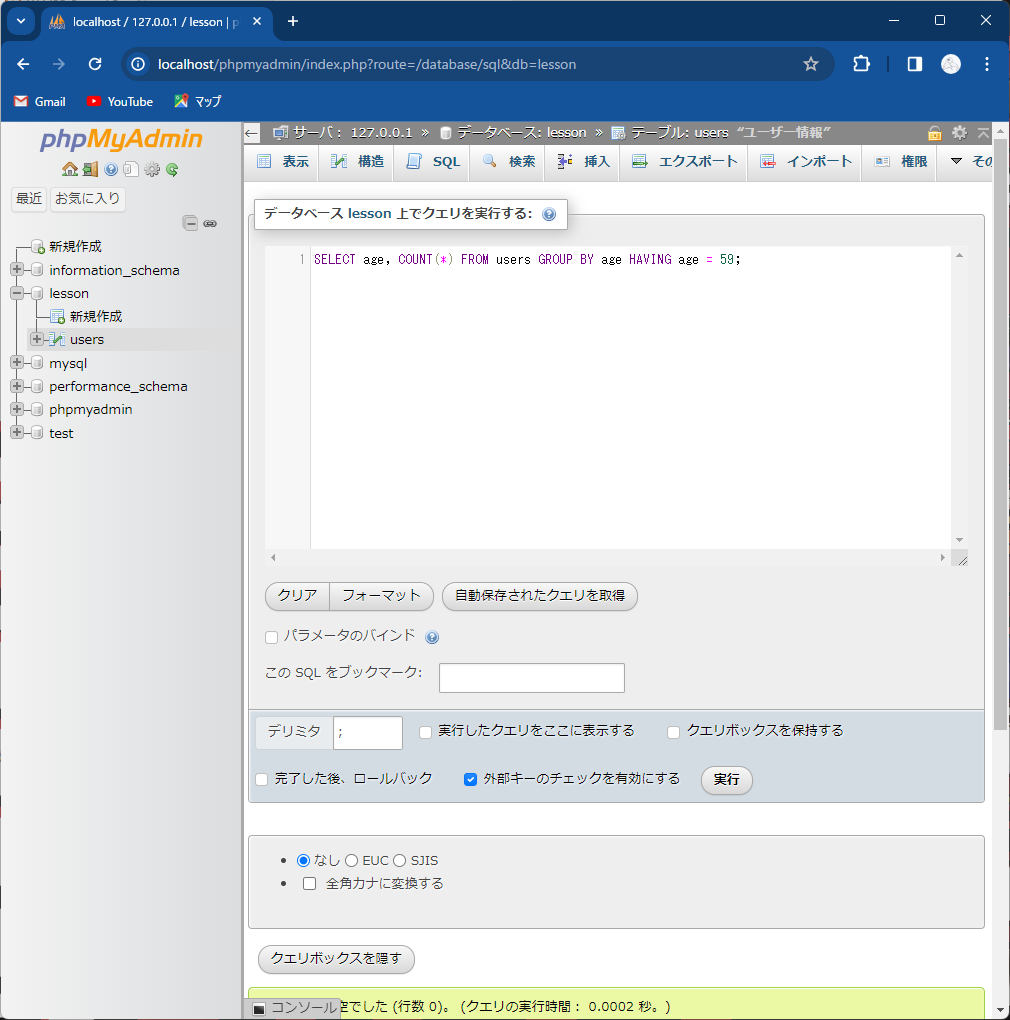 localhost / 127.0.0.1 / lesson | p
localhost/phpmyadmin/index.php?route=/database/sql&db=lesson
Gmail YouTube マップ
phpMyAdmin
最近 お気に入り
新規作成
information_schema
lesson
新規作成
users
mysql
performance_schema
phpmyadmin
test
サーバ: 127.0.0.1 » データベース: lesson » テーブル: users “ユーザー情報”
表示 構造 SQL 検索 挿入 エクスポート インポート 権限 その
データベース lesson 上でクエリを実行する:
1 SELECT age, COUNT(*) FROM users GROUP BY age HAVING age = 59;
クリア フォーマット 自動保存されたクエリを取得
パラメータのバインド
この SQL をブックマーク:
デリミタ ; 実行したクエリをここに表示する クエリボックスを保持する
完了した後、ロールバック 外部キーのチェックを有効にする 実行
なし EUC SJIS
全角カナに変換する
クエリボックスを隠す
コンソール 空でした (行数 0)。 (クエリの実行時間: 0.0002 秒。)